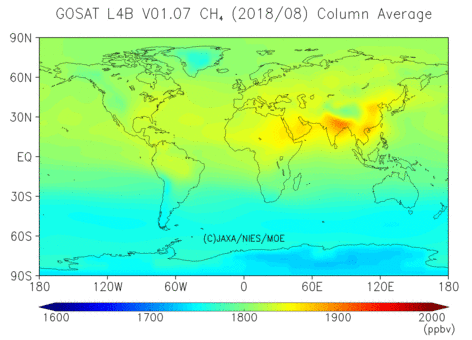 GOSAT L4B V01.07 CH₄ (2018/08) Column Average
90N
60N
30N
EQ
30S
60S
90S
(C)JAXA/NIES/MOE
180 120W 60W 0 60E 120E 180
1600 1700 1800 1900 2000
(ppbv)